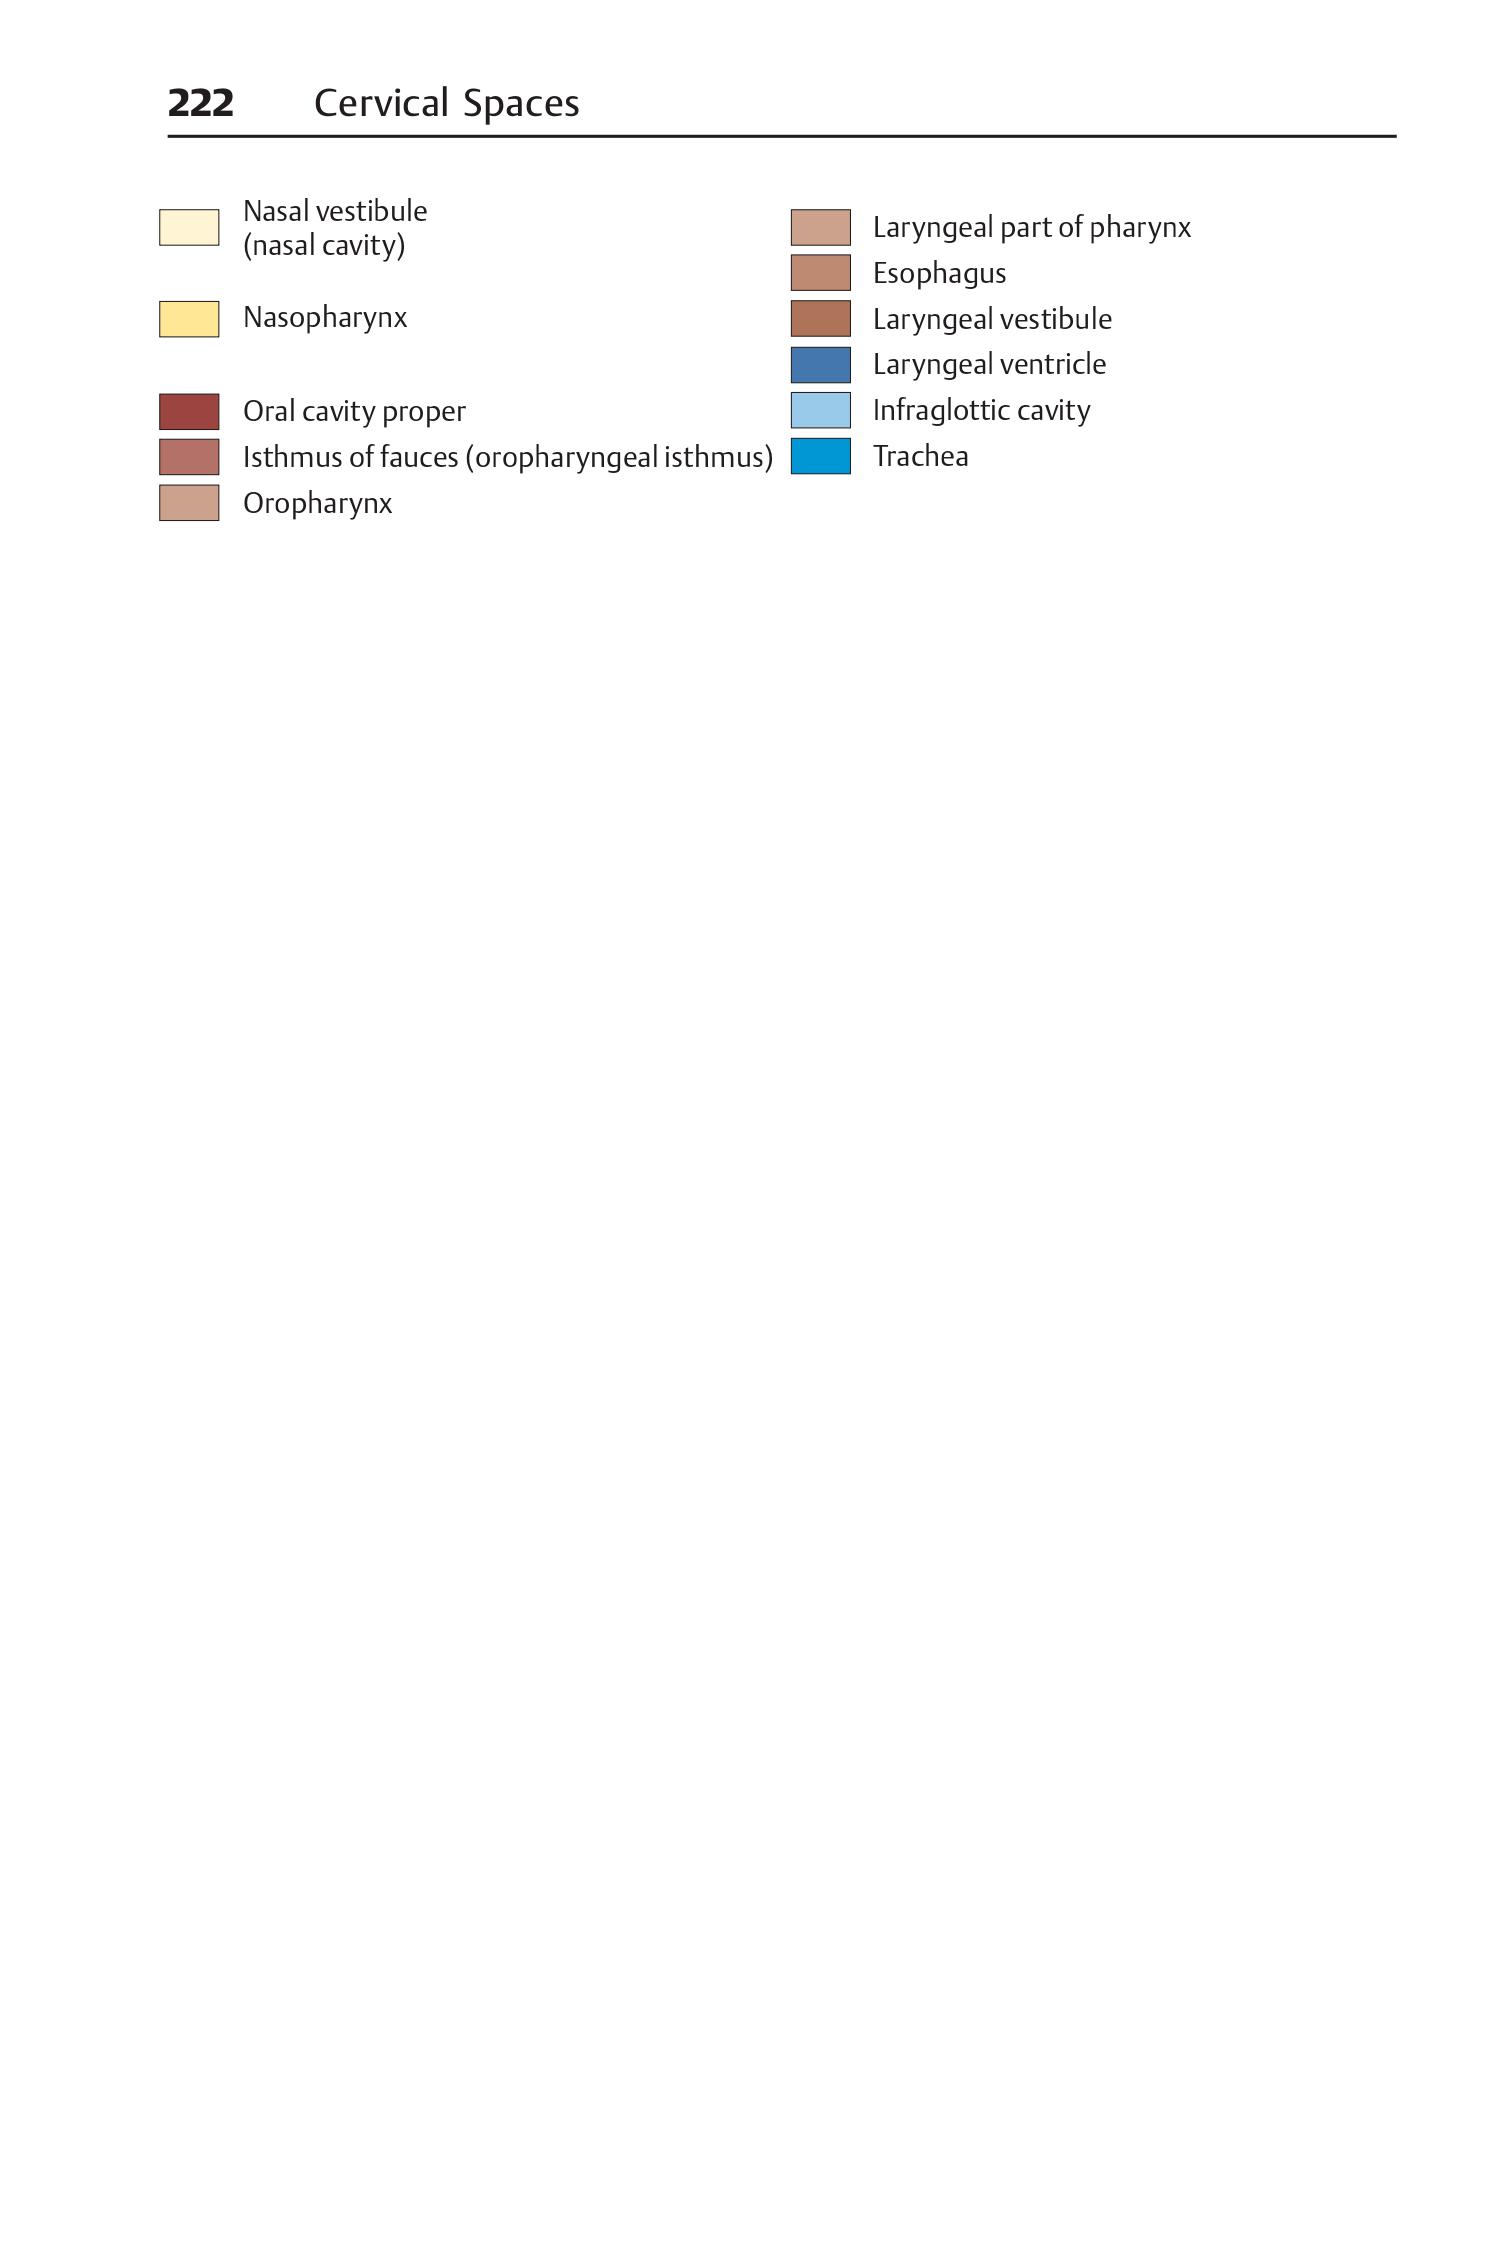 222 Cervical Spaces
Nasal vestibule
(nasal cavity)
Nasopharynx
Oral cavity proper
Isthmus of fauces (oropharyngeal isthmus)
Oropharynx
Laryngeal part of pharynx
Esophagus
Laryngeal vestibule
Laryngeal ventricle
Infraglottic cavity
Trachea